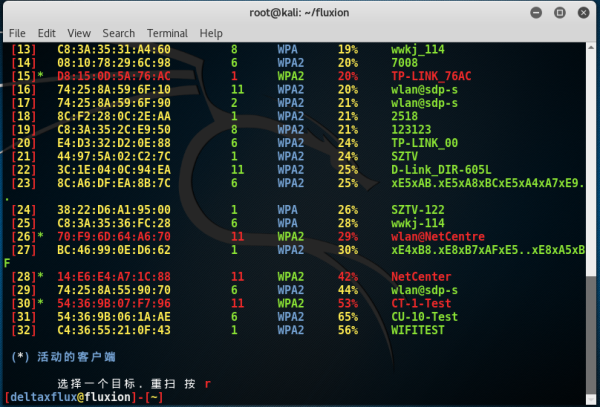 root@kali: ~/fluxion
File Edit View Search Terminal Help
[13] C8:3A:35:31:A4:60 8 WPA 19% wwkj_114
[14] 08:10:78:29:6C:98 6 WPA2 20% 7008
[15]* D8:15:0D:5A:76:AC 1 WPA2 20% TP-LINK_76AC
[16] 74:25:8A:59:6F:10 11 WPA2 20% wlan@sdp-s
[17] 74:25:8A:59:6F:90 2 WPA2 21% wlan@sdp-s
[18] 8C:F2:28:0C:2E:AA 1 WPA2 21% 2518
[19] C8:3A:35:2C:E9:50 8 WPA2 21% 123123
[20] E4:D3:32:D2:0E:88 6 WPA2 24% TP-LINK_00
[21] 44:97:5A:02:C2:7C 1 WPA2 24% SZTV
[22] 3C:1E:04:0C:94:EA 11 WPA2 25% D-Link_DIR-605L
[23] 8C:A6:DF:EA:8B:7C 6 WPA2 25% xE5xAB.xE5xA8xBCxE5xA4xA7xE9.
.
[24] 38:22:D6:A1:95:00 1 WPA 26% SZTV-122
[25] C8:3A:35:36:FC:28 6 WPA 28% wwkj-114
[26]* 70:F9:6D:64:A6:70 11 WPA2 29% wlan@NetCentre
[27] BC:46:99:0E:D6:62 1 WPA2 30% xE4xB8.xE8xB7xAFxE5..xE8xA5xB
F
[28]* 14:E6:E4:A7:1C:88 11 WPA2 42% NetCenter
[29] 74:25:8A:55:90:70 6 WPA2 44% wlan@sdp-s
[30]* 54:36:9B:07:F7:96 11 WPA2 53% CT-1-Test
[31] 54:36:9B:06:1A:AE 6 WPA2 65% CU-10-Test
[32] C4:36:55:21:0F:43 1 WPA2 56% WIFITEST
(*) 活动的客户端
选择一个目标. 重扫 按 r
[deltaxflux@fluxion]-[~]